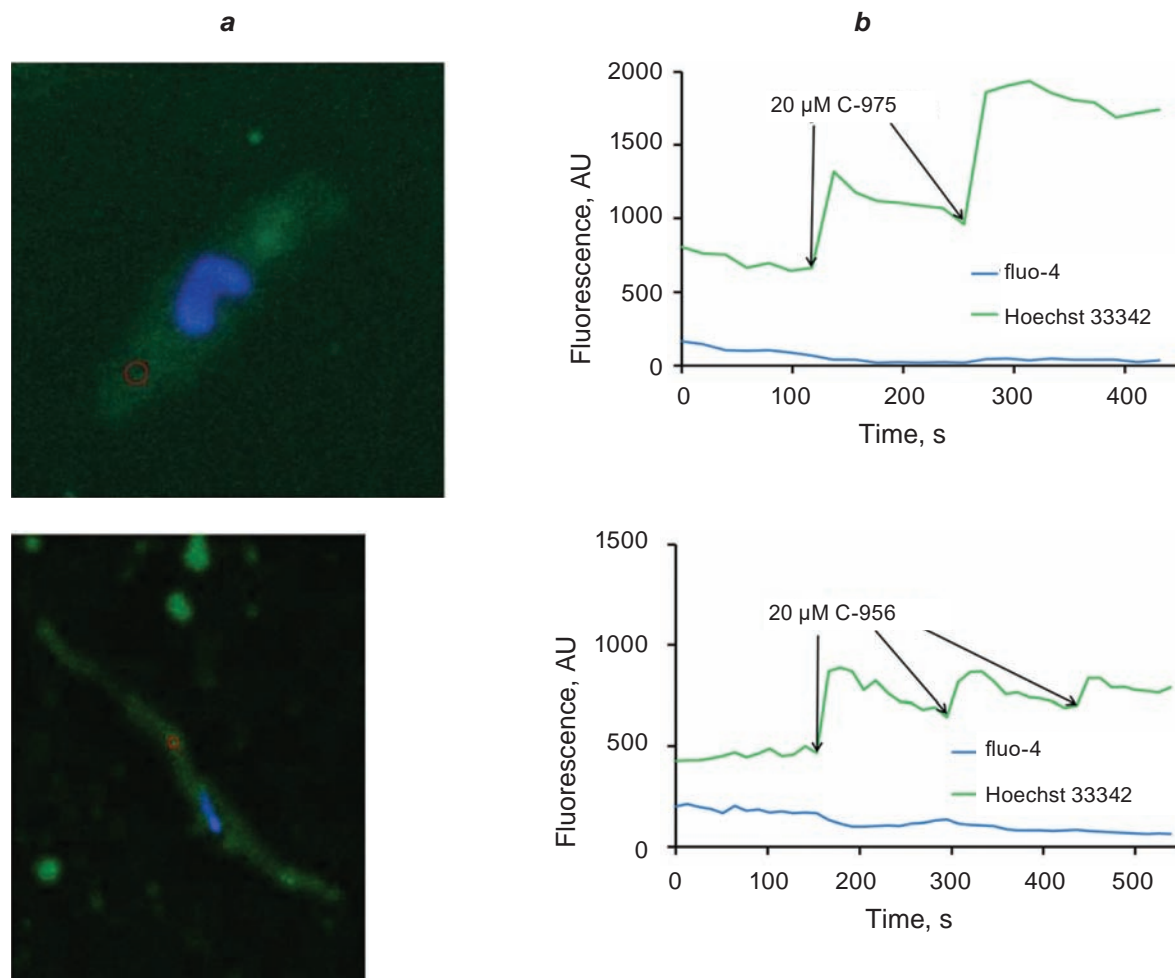 a
b
2000
1500
1000
500
0
Fluorescence, AU
20 µM C-975
fluo-4
Hoechst 33342
0 100 200 300 400
Time, s
1500
1000
500
0
Fluorescence, AU
20 µM C-956
fluo-4
Hoechst 33342
0 100 200 300 400 500
Time, s